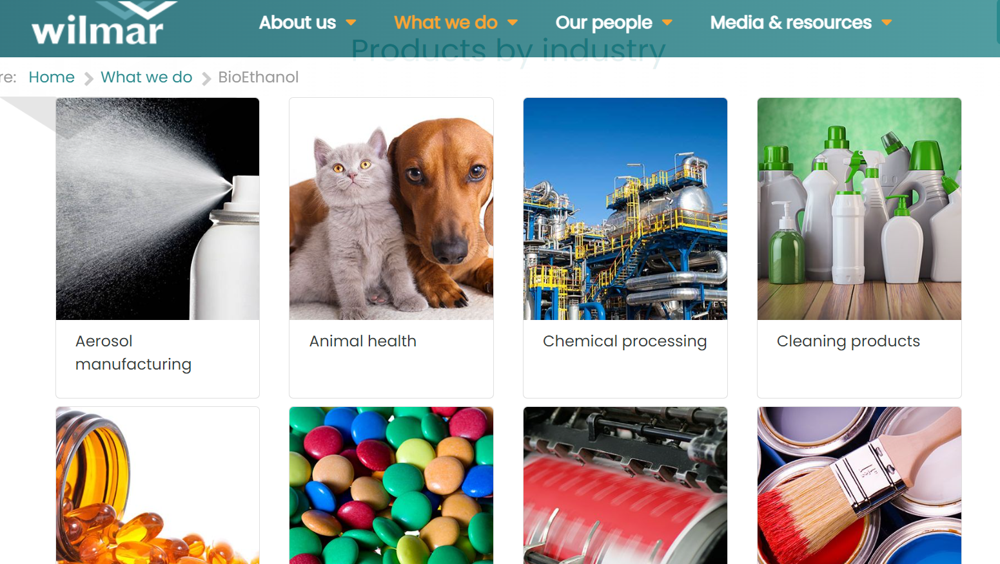 wilmar
About us
What we do
Our people
Media & resources
Products by industry
re:
Home
What we do
BioEthanol
Aerosol
manufacturing
Animal health
Chemical processing
Cleaning products